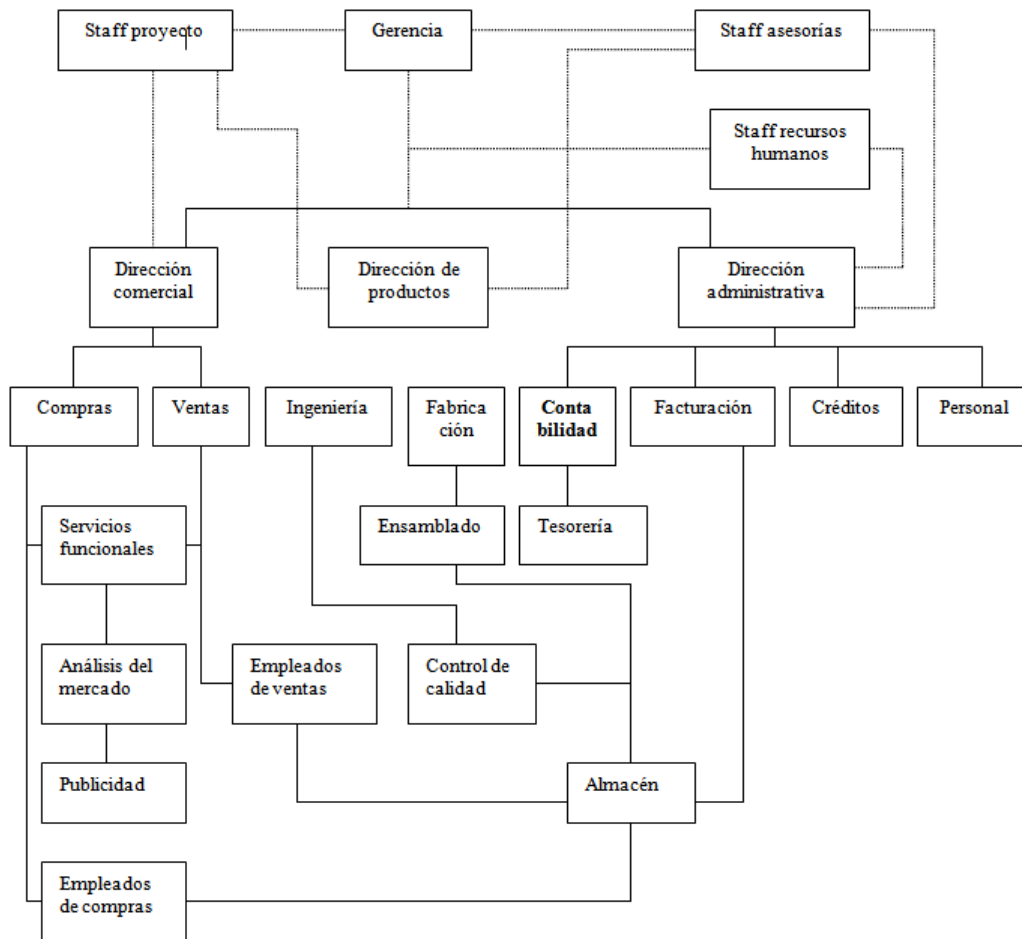 Staff proyecto
Gerencia
Staff asesorías
Staff recursos
humanos
Dirección
comercial
Dirección de
productos
Dirección
administrativa
Compras
Ventas
Ingeniería
Fabrica
ción
Conta
bilidad
Facturación
Créditos
Personal
Servicios
funcionales
Ensamblado
Tesorería
Análisis del
mercado
Empleados
de ventas
Control de
calidad
Publicidad
Almacén
Empleados
de compras